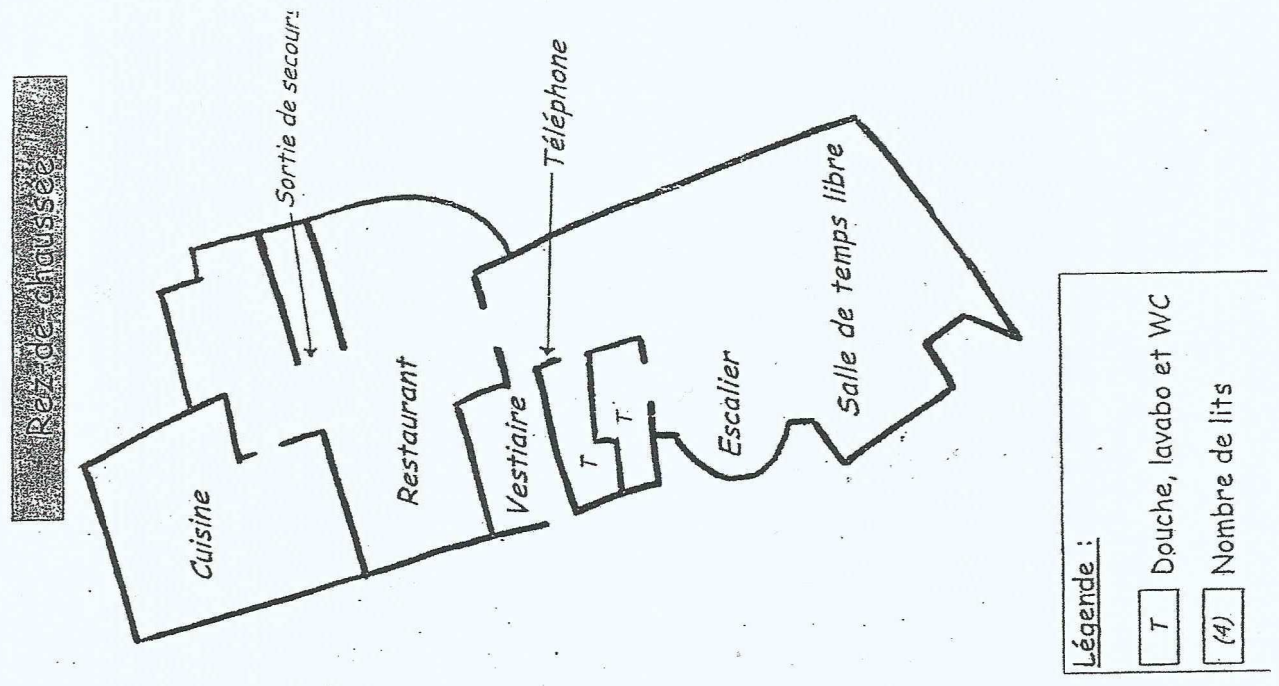 Rez-de-chaussée
Sortie de secours
Téléphone
Cuisine
Restaurant
Vestiaire
T
T
Escalier
Salle de temps libre
Légende :
T Douche, lavabo et WC
(4) Nombre de lits